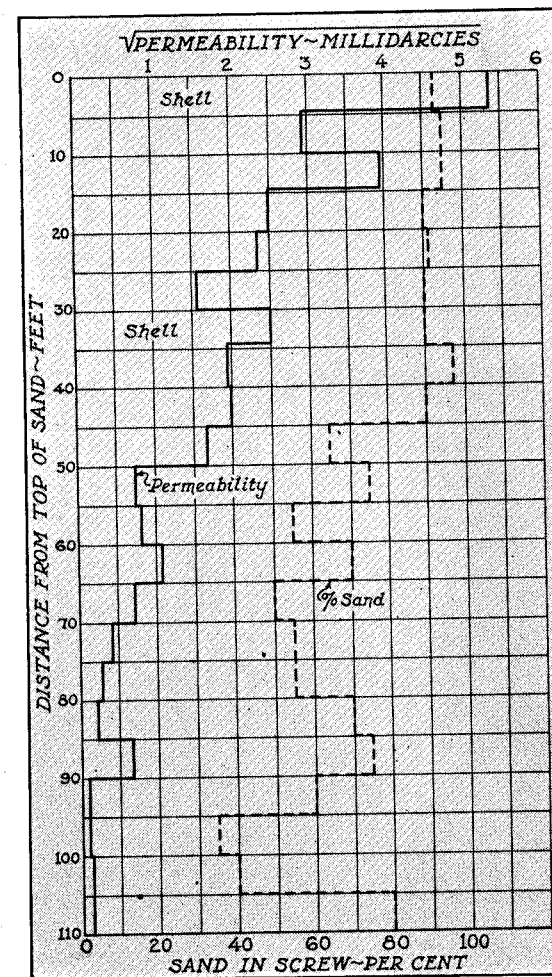 √PERMEABILITY~MILLIDARCIES
0 1 2 3 4 5 6
Shell
10
20
30
Shell
40
50
Permeability
60
% Sand
70
80
90
100
110
DISTANCE FROM TOP OF SAND~FEET
0 20 40 60 80 100
SAND IN SCREW~PER CENT